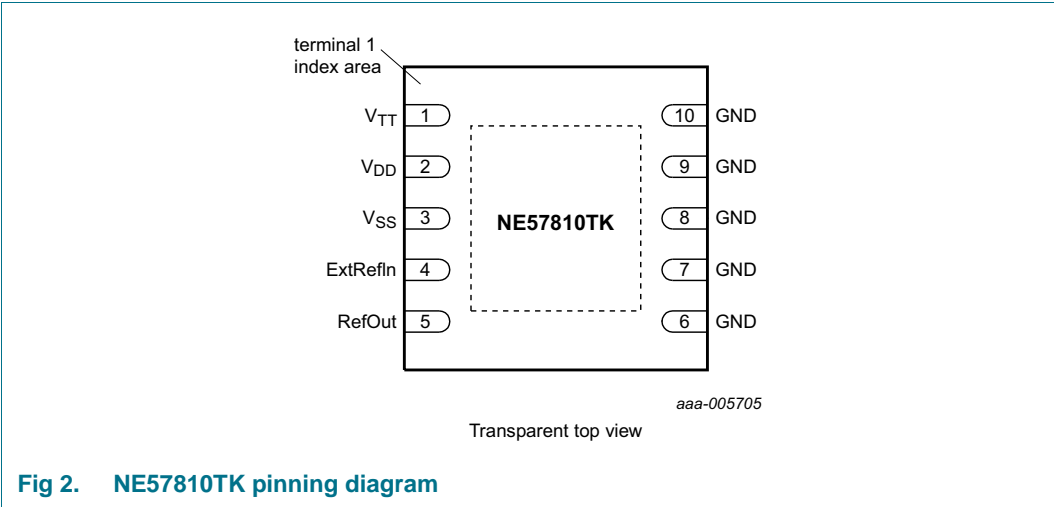 terminal 1
index area
VTT 1 10 GND
VDD 2 9 GND
VSS 3 NE57810TK 8 GND
ExtRefIn 4 7 GND
RefOut 5 6 GND
aaa-005705
Transparent top view
Fig 2. NE57810TK pinning diagram